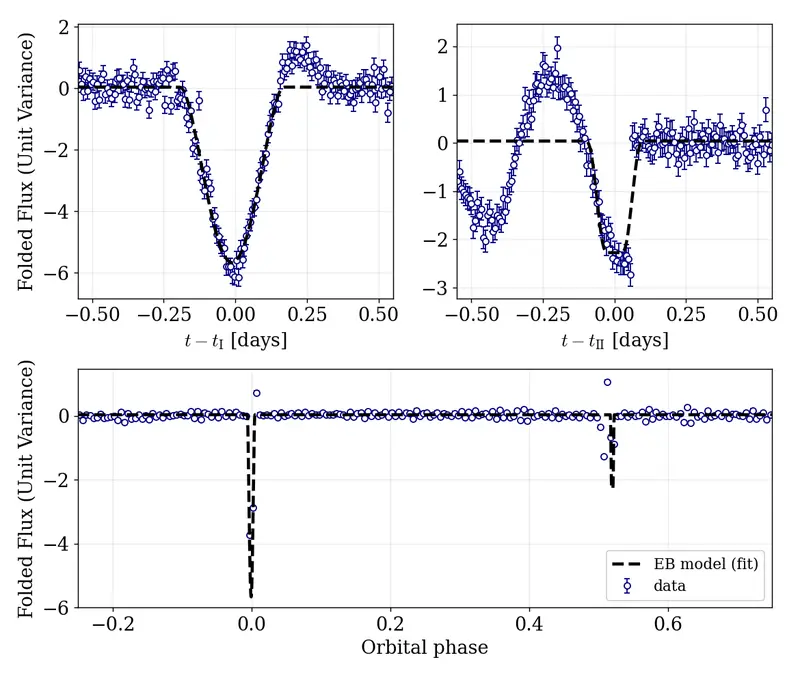 Folded Flux (Unit Variance)
2
0
−2
−4
−6
−0.50 −0.25 0.00 0.25 0.50
t − tI [days]
2
1
0
−1
−2
−3
−0.50 −0.25 0.00 0.25 0.50
t − tII [days]
Folded Flux (Unit Variance)
0
−2
−4
−6
−0.2 0.0 0.2 0.4 0.6
Orbital phase
EB model (fit)
data